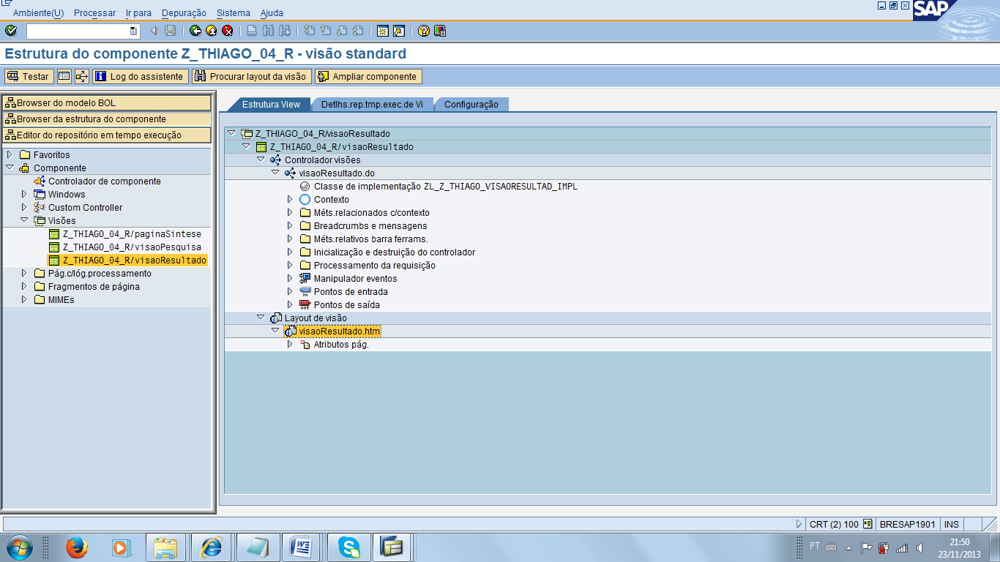 Ambiente(U) Processar Ir para Depuração Sistema Ajuda
SAP
Estrutura do componente Z_THIAGO_04_R - visão standard
Testar Log do assistente Procurar layout da visão Ampliar componente
Browser do modelo BOL
Browser da estrutura do componente
Editor do repositório em tempo execução
Favoritos
Componente
Controlador de componente
Windows
Custom Controller
Visões
Z_THIAGO_04_R/paginaSintese
Z_THIAGO_04_R/visaoPesquisa
Z_THIAGO_04_R/visaoResultado
Pág.c/lóg.processamento
Fragmentos de página
MIMEs
Estrutura View Detlhs.rep.tmp.exec.de Vi Configuração
Z_THIAGO_04_R/visaoResultado
Z_THIAGO_04_R/visaoResultado
Controlador visões
visaoResultado.do
Classe de implementação ZL_Z_THIAGO_VISAORESULTAD_IMPL
Contexto
Méts.relacionados c/contexto
Breadcrumbs e mensagens
Méts.relativos barra ferrams.
Inicialização e destruição do controlador
Processamento da requisição
Manipulador eventos
IN Pontos de entrada
OUT Pontos de saída
Layout de visão
visaoResultado.htm
Atributos pág.
CRT (2) 100 BRESAP1901 INS
PT
21:50
23/11/2013